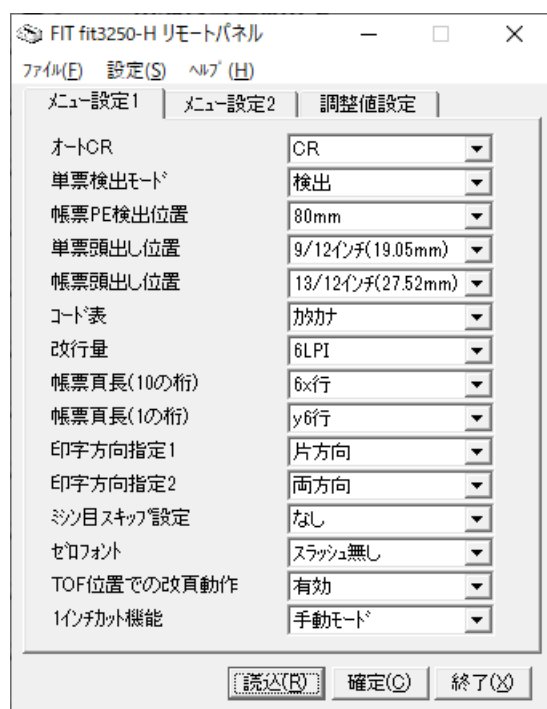 FIT fit3250-H リモートパネル
ﾌｧｲﾙ(F) 設定(S) ﾍﾙﾌﾟ(H)
ﾒﾆｭｰ設定1 ﾒﾆｭｰ設定2 調整値設定
ｵｰﾄCR CR
単票検出ﾓｰﾄﾞ 検出
帳票PE検出位置 80mm
単票頭出し位置 9/12ｲﾝﾁ(19.05mm)
帳票頭出し位置 13/12ｲﾝﾁ(27.52mm)
ｺｰﾄﾞ表 ｶﾀｶﾅ
改行量 6LPI
帳票頁長(10の桁) 6x行
帳票頁長(1の桁) y6行
印字方向指定1 片方向
印字方向指定2 両方向
ﾐｼﾝ目ｽｷｯﾌﾟ設定 なし
ｾﾞﾛﾌｫﾝﾄ ｽﾗｯｼｭ無し
TOF位置での改頁動作 有効
1ｲﾝﾁｶｯﾄ機能 手動ﾓｰﾄﾞ
読込(R) 確定(C) 終了(X)